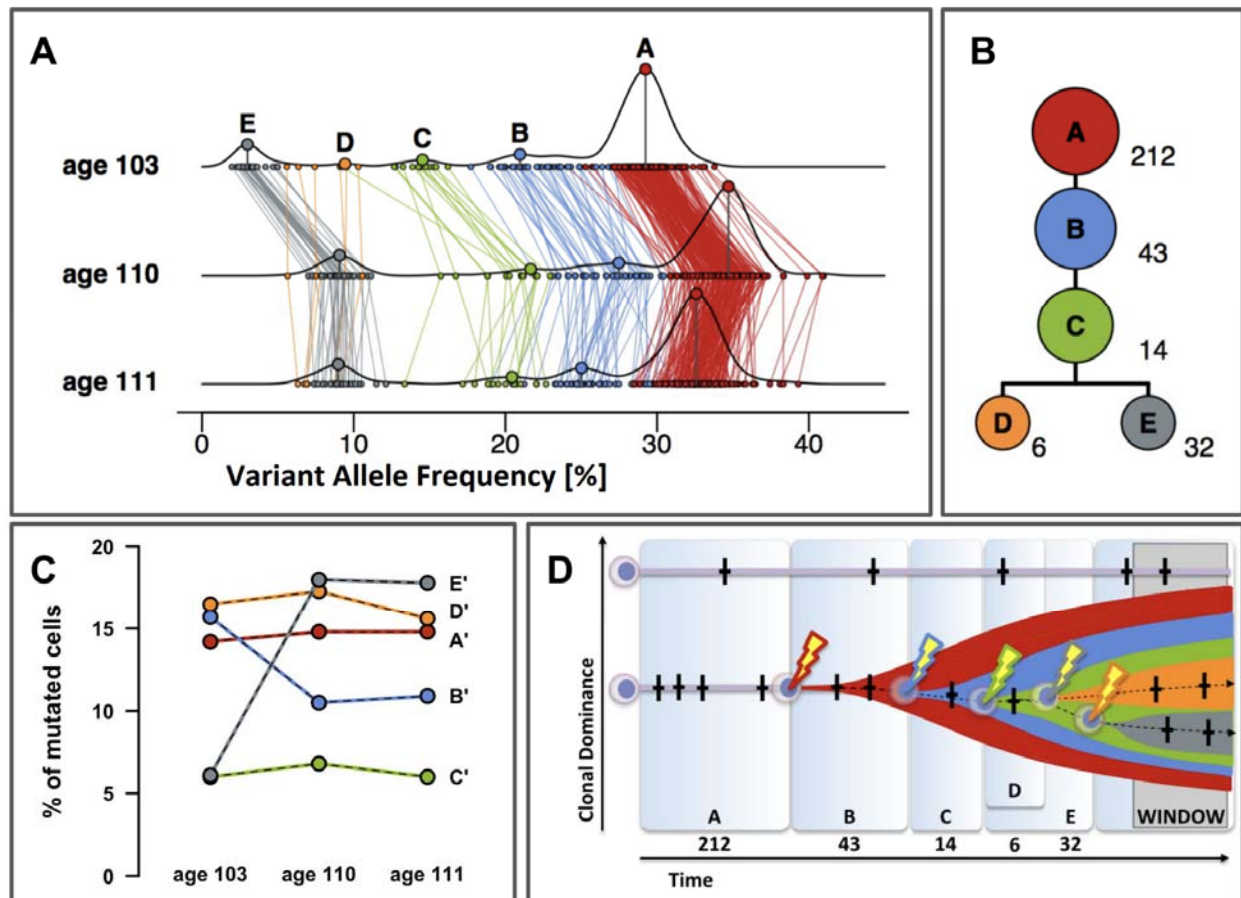 A
A
E
D
C
B
age 103
age 110
age 111
0
10
20
30
40
Variant Allele Frequency [%]
B
A
212
B
43
C
14
D
6
E
32
C
20
15
10
5
0
% of mutated cells
E'
D'
A'
B'
C'
age 103
age 110
age 111
D
Clonal Dominance
D
A
B
C
E
WINDOW
212
43
14
6
32
Time